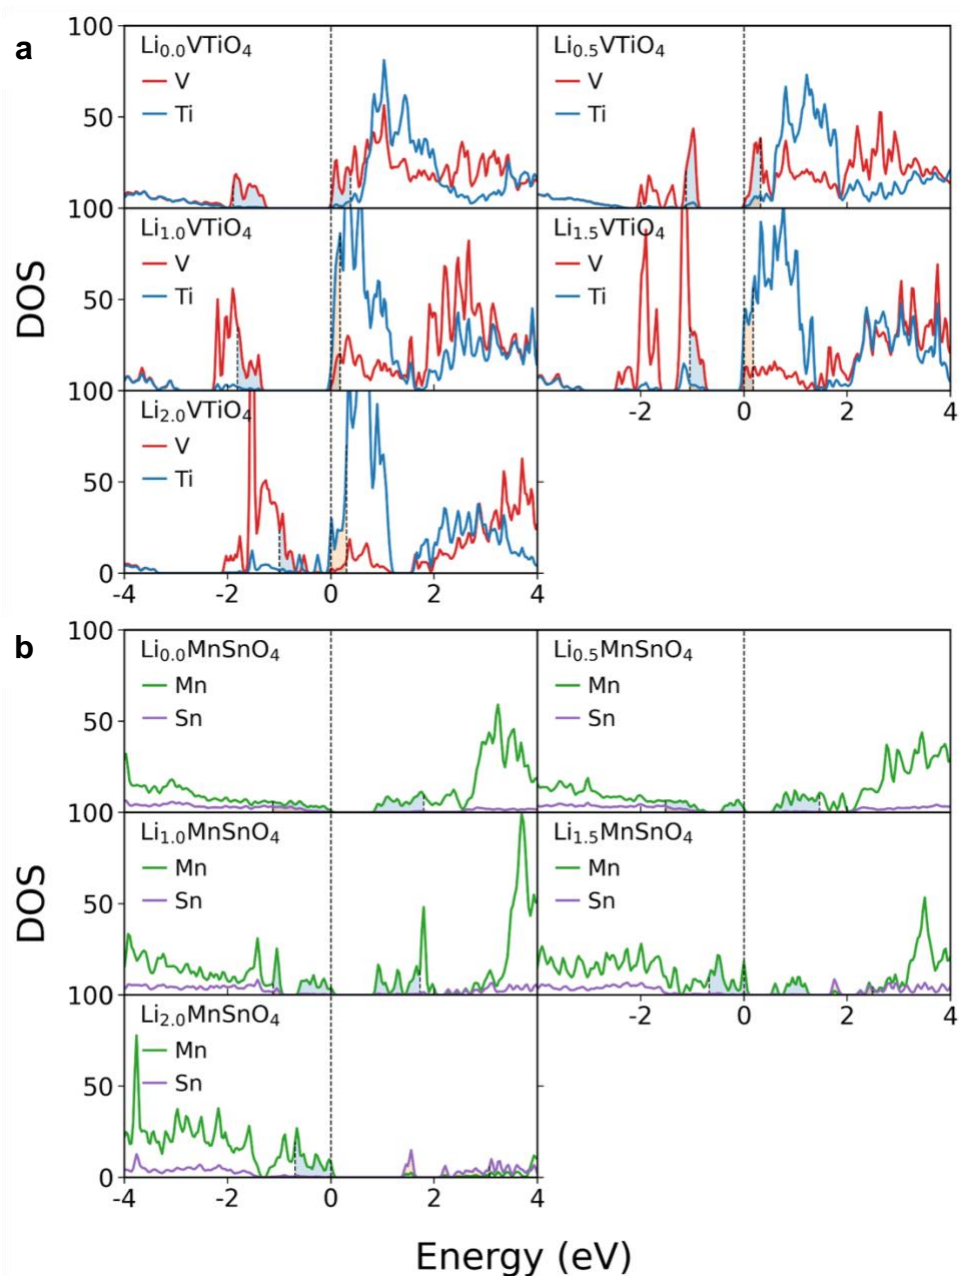 a
100
50
100
50
100
50
0
DOS
Li₀.₀VTiO₄
V
Ti
Li₀.₅VTiO₄
V
Ti
Li₁.₀VTiO₄
V
Ti
Li₁.₅VTiO₄
V
Ti
-2 0 2 4
Li₂.₀VTiO₄
V
Ti
-4 -2 0 2 4
b
100
50
100
50
100
50
0
DOS
Li₀.₀MnSnO₄
Mn
Sn
Li₀.₅MnSnO₄
Mn
Sn
Li₁.₀MnSnO₄
Mn
Sn
Li₁.₅MnSnO₄
Mn
Sn
-2 0 2 4
Li₂.₀MnSnO₄
Mn
Sn
-4 -2 0 2 4
Energy (eV)